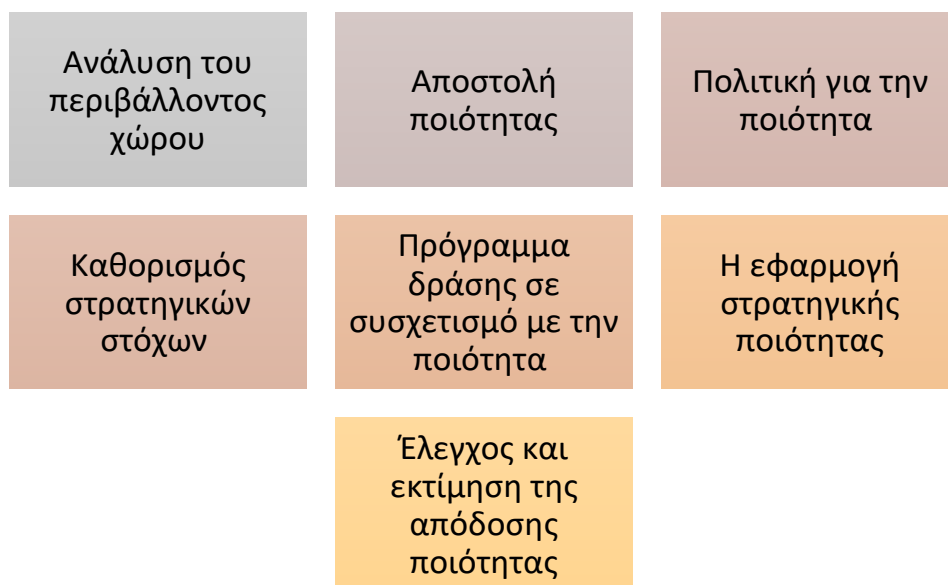 Ανάλυση του
περιβάλλοντος
χώρου
Αποστολή
ποιότητας
Πολιτική για την
ποιότητα
Καθορισμός
στρατηγικών
στόχων
Πρόγραμμα
δράσης σε
συσχετισμό με την
ποιότητα
Η εφαρμογή
στρατηγικής
ποιότητας
Έλεγχος και
εκτίμηση της
απόδοσης
ποιότητας